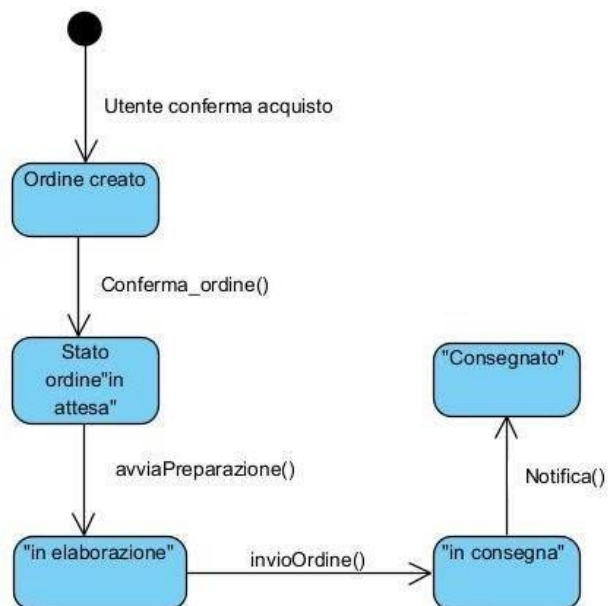 Utente conferma acquisto
Ordine creato
Conferma_ordine()
Stato
ordine"in
attesa"
avviaPreparazione()
"in elaborazione"
invioOrdine()
"in consegna"
Notifica()
"Consegnato"